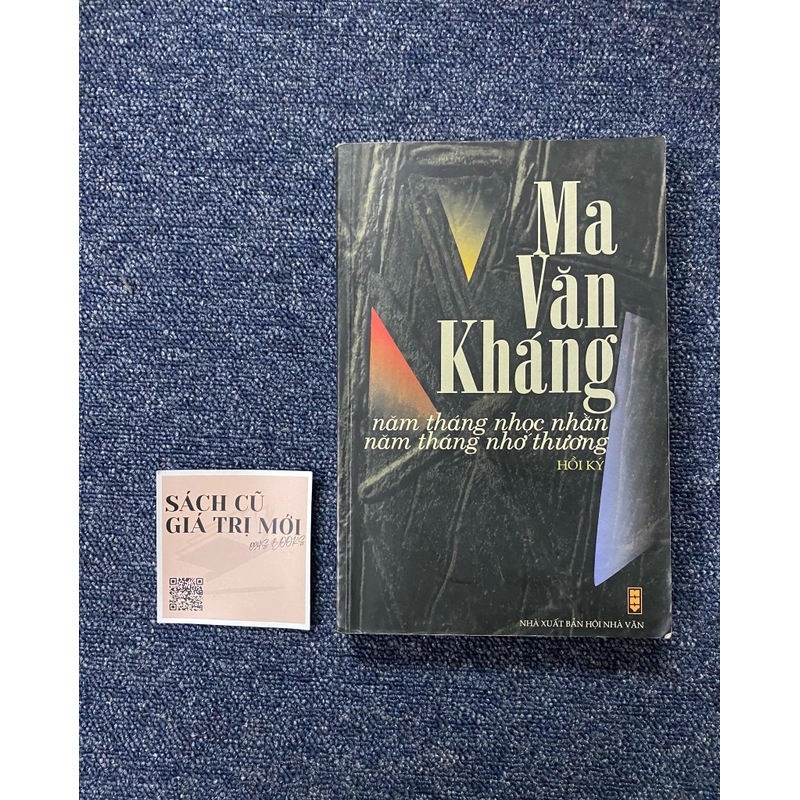 Ma
Văn
Kháng
năm tháng nhọc nhằn
năm tháng nhớ thương
HỒI KÝ
NHÀ XUẤT BẢN HỘI NHÀ VĂN
SÁCH CŨ
GIÁ TRỊ MỚI